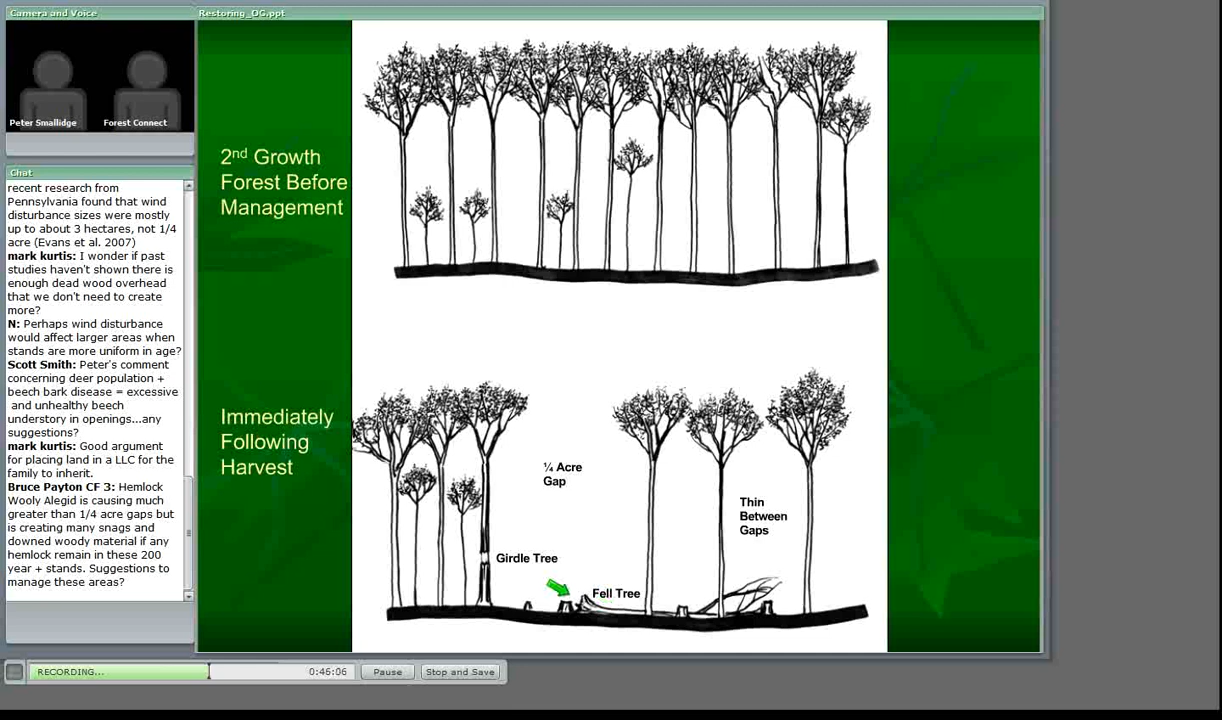 Camera and Voice
Peter Smallidge
Forest Connect
Chat
recent research from
Pennsylvania found that wind
disturbance sizes were mostly
up to about 3 hectares, not 1/4
acre (Evans et al. 2007)
mark kurtis: I wonder if past
studies haven't shown there is
enough dead wood overhead
that we don't need to create
more?
N: Perhaps wind disturbance
would affect larger areas when
stands are more uniform in age?
Scott Smith: Peter's comment
concerning deer population +
beech bark disease = excessive
and unhealthy beech
understory in openings...any
suggestions?
mark kurtis: Good argument
for placing land in a LLC for the
family to inherit.
Bruce Payton CF 3: Hemlock
Wooly Alegid is causing much
greater than 1/4 acre gaps but
is creating many snags and
downed woody material if any
hemlock remain in these 200
year + stands. Suggestions to
manage these areas?
Restoring_OG.ppt
2nd Growth
Forest Before
Management
Immediately
Following
Harvest
¼ Acre
Gap
Thin
Between
Gaps
Girdle Tree
Fell Tree
RECORDING...
0:46:06
Pause
Stop and Save